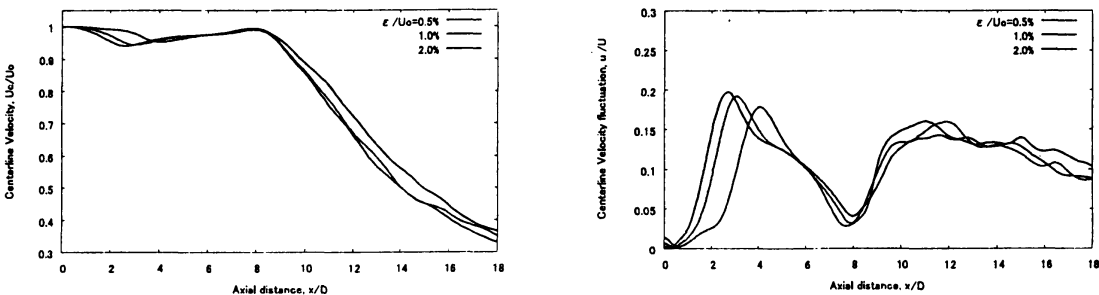 Centerline Velocity, Uc/Uo
1
0.9
0.8
0.7
0.6
0.5
0.4
0.3
ε/Uo=0.5%
1.0%
2.0%
0 2 4 6 8 10 12 14 16 18
Axial distance, x/D
Centerline Velocity fluctuation, u'/U
0.3
0.25
0.2
0.15
0.1
0.05
0
ε/Uo=0.5%
1.0%
2.0%
0 2 4 6 8 10 12 14 16 18
Axial distance, x/D